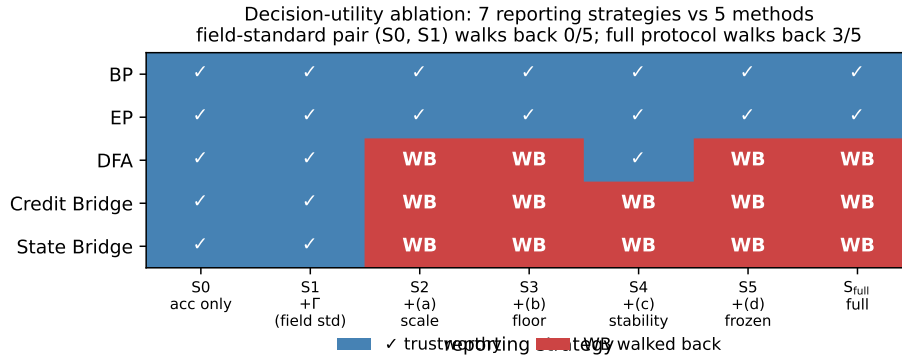 Decision-utility ablation: 7 reporting strategies vs 5 methods
field-standard pair (S0, S1) walks back 0/5; full protocol walks back 3/5
BP ✓ ✓ ✓ ✓ ✓ ✓ ✓
EP ✓ ✓ ✓ ✓ ✓ ✓ ✓
DFA ✓ ✓ WB WB ✓ WB WB
Credit Bridge ✓ ✓ WB WB WB WB WB
State Bridge ✓ ✓ WB WB WB WB WB
S0 S1 S2 S3 S4 S5 Sfull
acc only +Γ +(a) +(b) +(c) +(d) full
(field std) scale floor stability frozen
reporting strategy
✓ trustworthy WB walked back